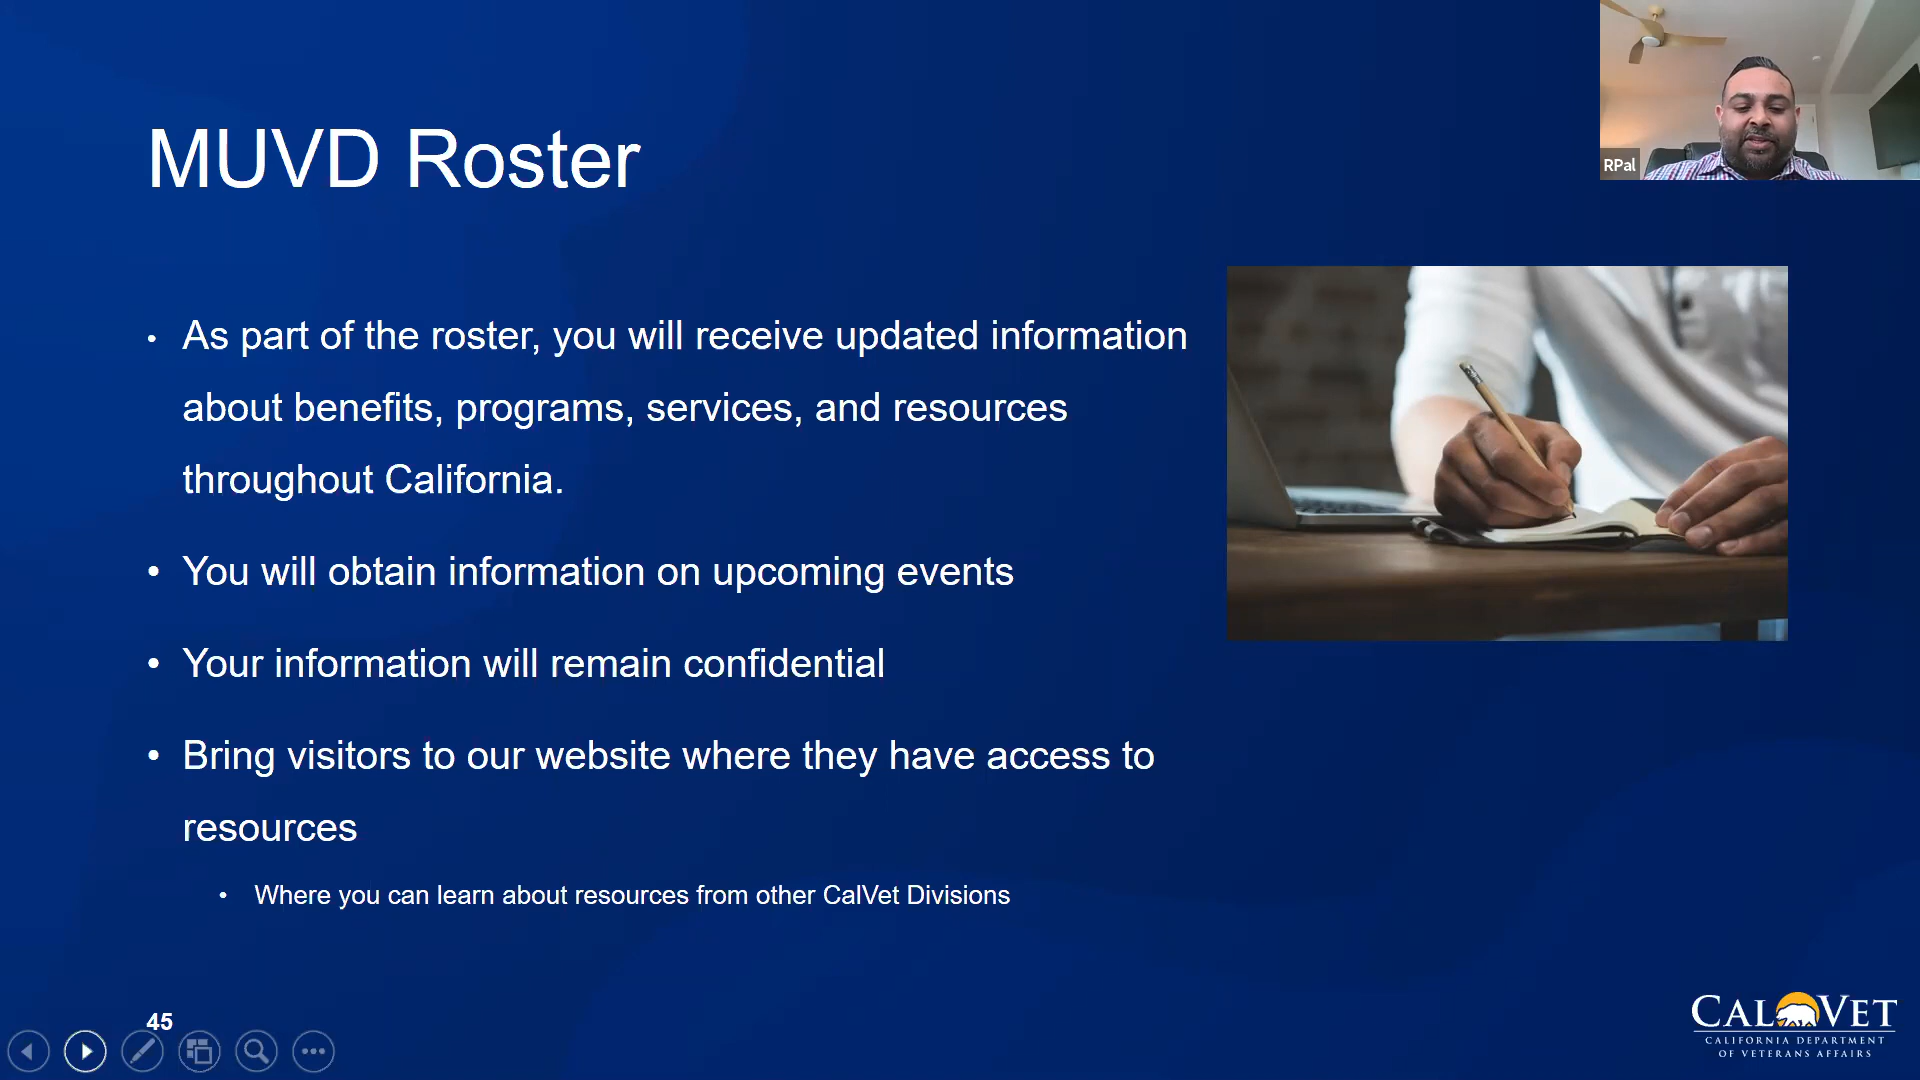 RPal
MUVD Roster
• As part of the roster, you will receive updated information
about benefits, programs, services, and resources
throughout California.
• You will obtain information on upcoming events
• Your information will remain confidential
• Bring visitors to our website where they have access to
resources
• Where you can learn about resources from other CalVet Divisions
45
CALVET
CALIFORNIA DEPARTMENT
OF VETERANS AFFAIRS